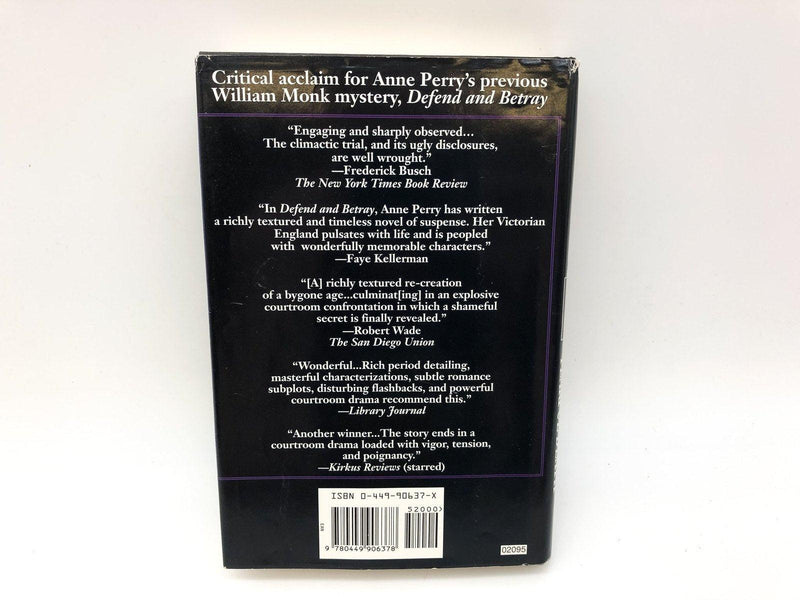 Critical acclaim for Anne Perry's previous
William Monk mystery, Defend and Betray
“Engaging and sharply observed...
The climactic trial, and its ugly disclosures,
are well wrought.”
—Frederick Busch
The New York Times Book Review
“In Defend and Betray, Anne Perry has written
a richly textured and timeless novel of suspense. Her Victorian
England pulsates with life and is peopled
with wonderfully memorable characters.”
—Faye Kellerman
“[A] richly textured re-creation
of a bygone age...culminat[ing] in an explosive
courtroom confrontation in which a shameful
secret is finally revealed.”
—Robert Wade
The San Diego Union
“Wonderful...Rich period detailing,
masterful characterizations, subtle romance
subplots, disturbing flashbacks, and powerful
courtroom drama recommend this.”
—Library Journal
“Another winner...The story ends in a
courtroom drama loaded with vigor, tension,
and poignancy.”
—Kirkus Reviews (starred)
ISBN 0-449-90637-X
52000>
9 780449 906378
02095